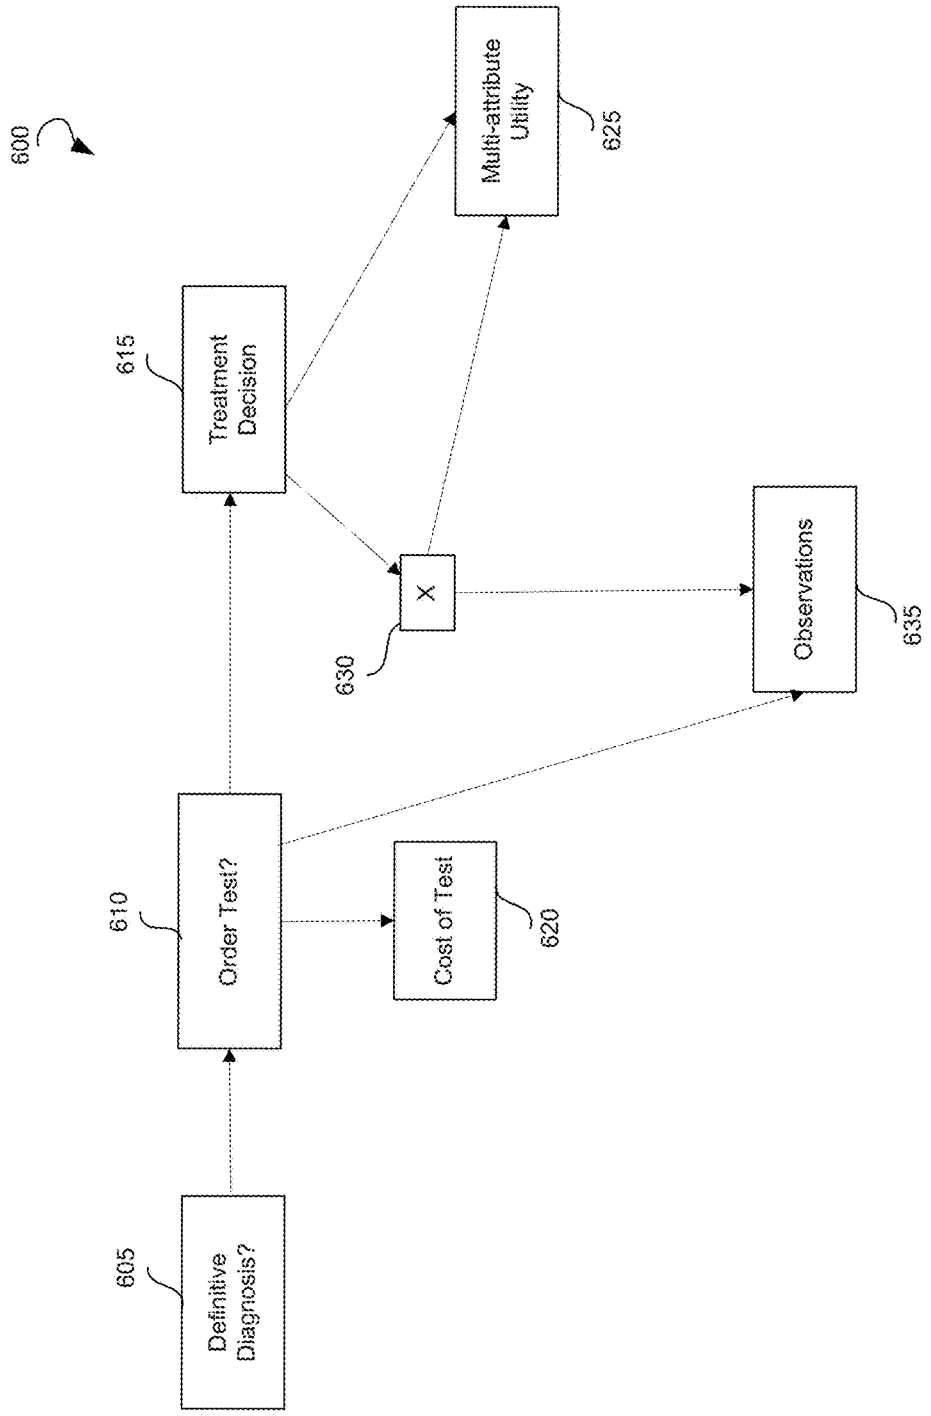 600
605
Definitive
Diagnosis?
610
Order Test?
615
Treatment
Decision
630
X
Cost of Test
620
Multi-attribute
Utility
625
Observations
635